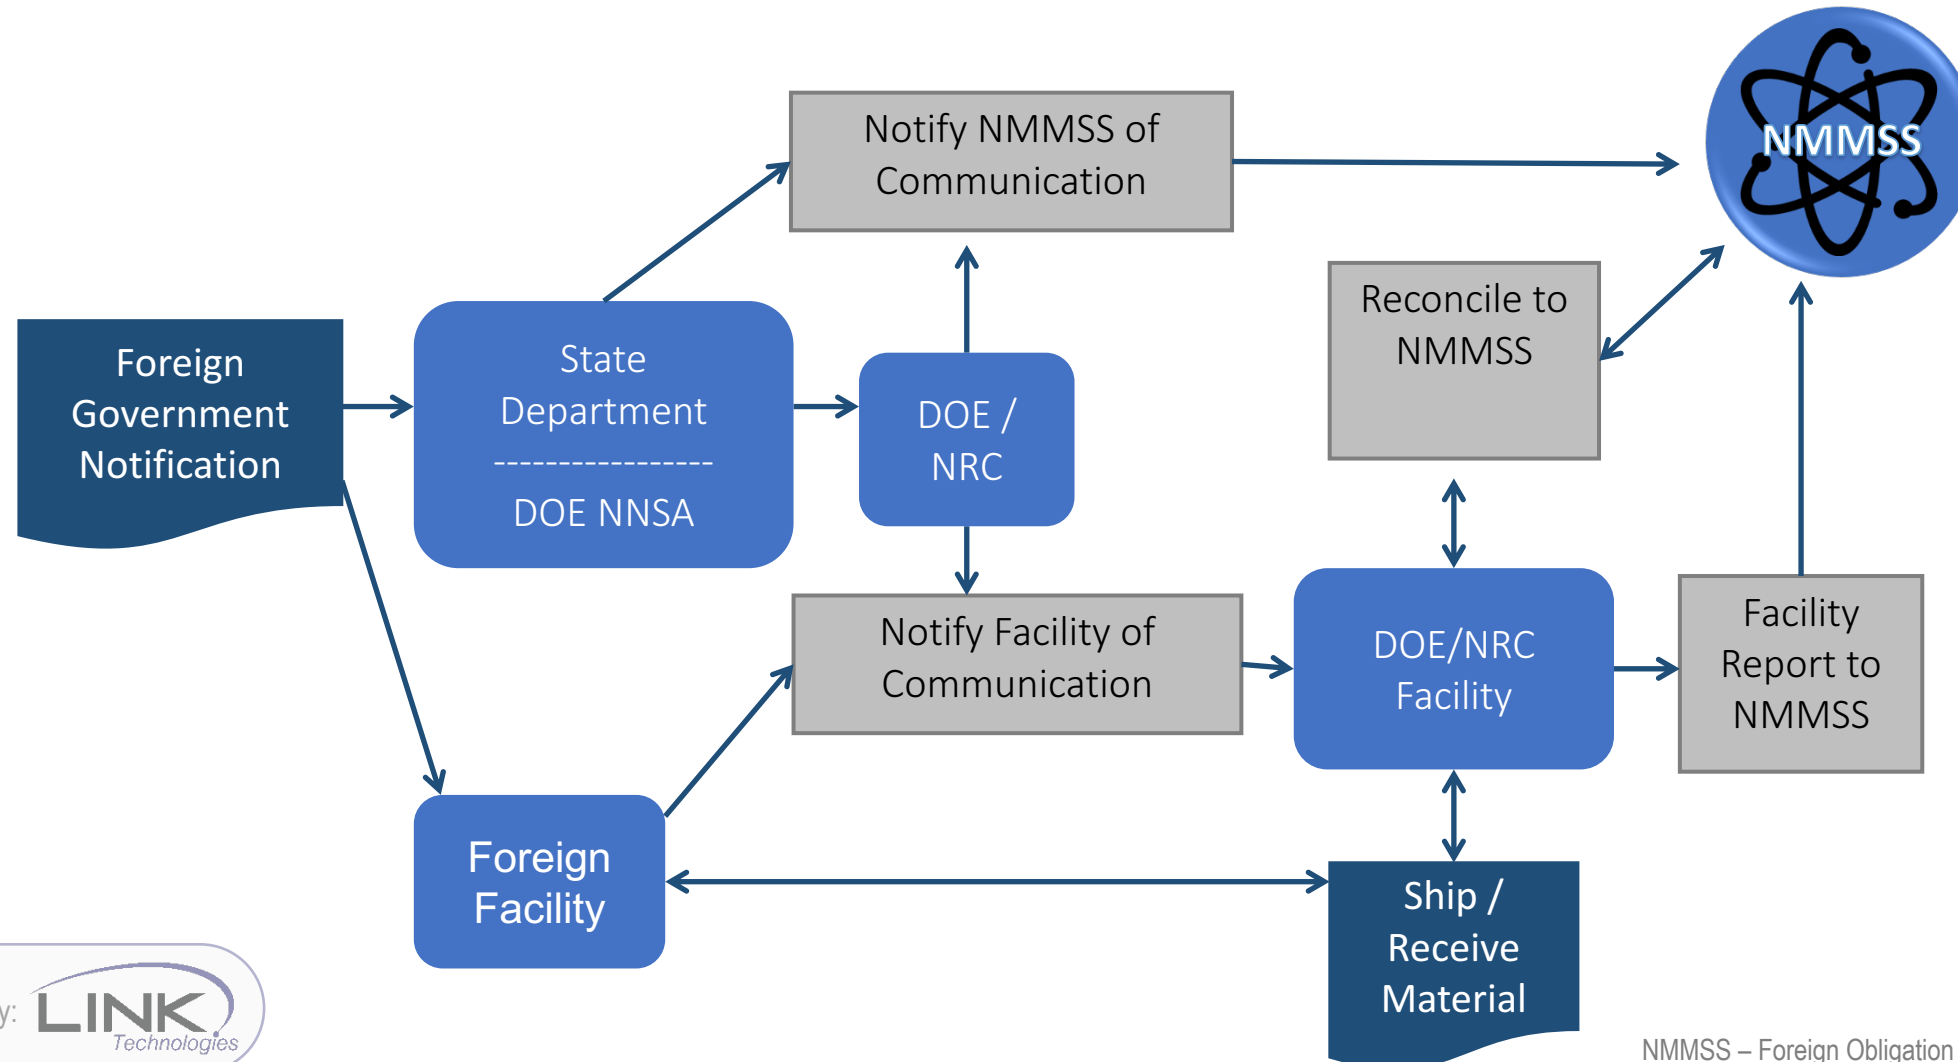 Notify NMMSS of
Communication
NMMSS
Reconcile to
NMMSS
Foreign
Government
Notification
State
Department
-----------------
DOE NNSA
DOE /
NRC
Notify Facility of
Communication
DOE/NRC
Facility
Facility
Report to
NMMSS
Foreign
Facility
Ship /
Receive
Material
y:
LINK
Technologies
NMMSS – Foreign Obligation